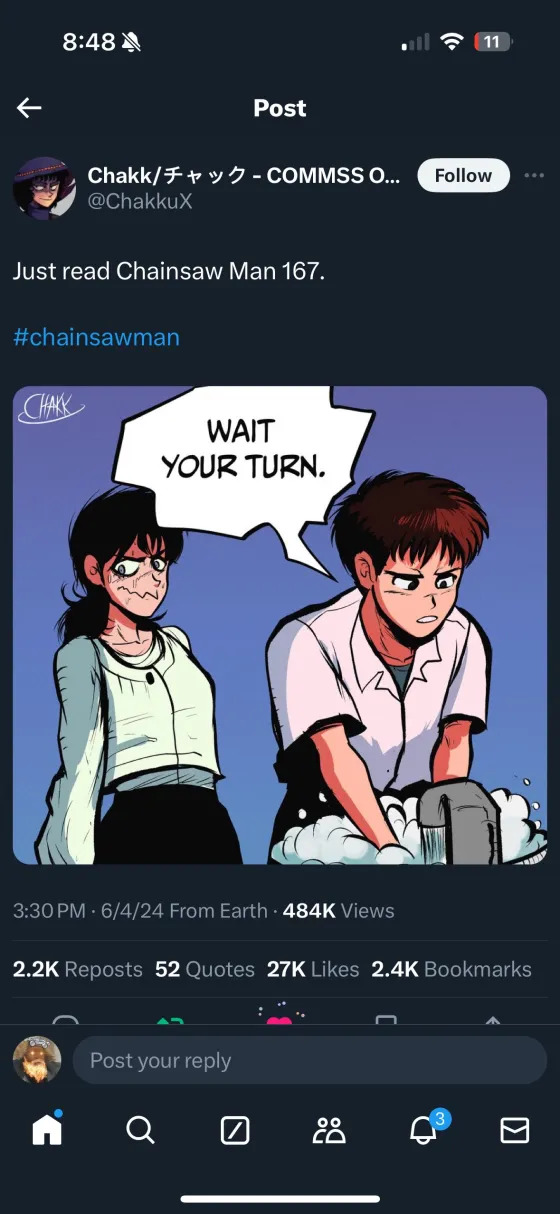 8:48
11
Post
Chakk/チャック - COMMSS O...
Follow
@ChakkuX
Just read Chainsaw Man 167.
#chainsawman
CHAKK
WAIT
YOUR TURN.
3:30 PM · 6/4/24 From Earth · 484K Views
2.2K Reposts 52 Quotes 27K Likes 2.4K Bookmarks
Post your reply
3